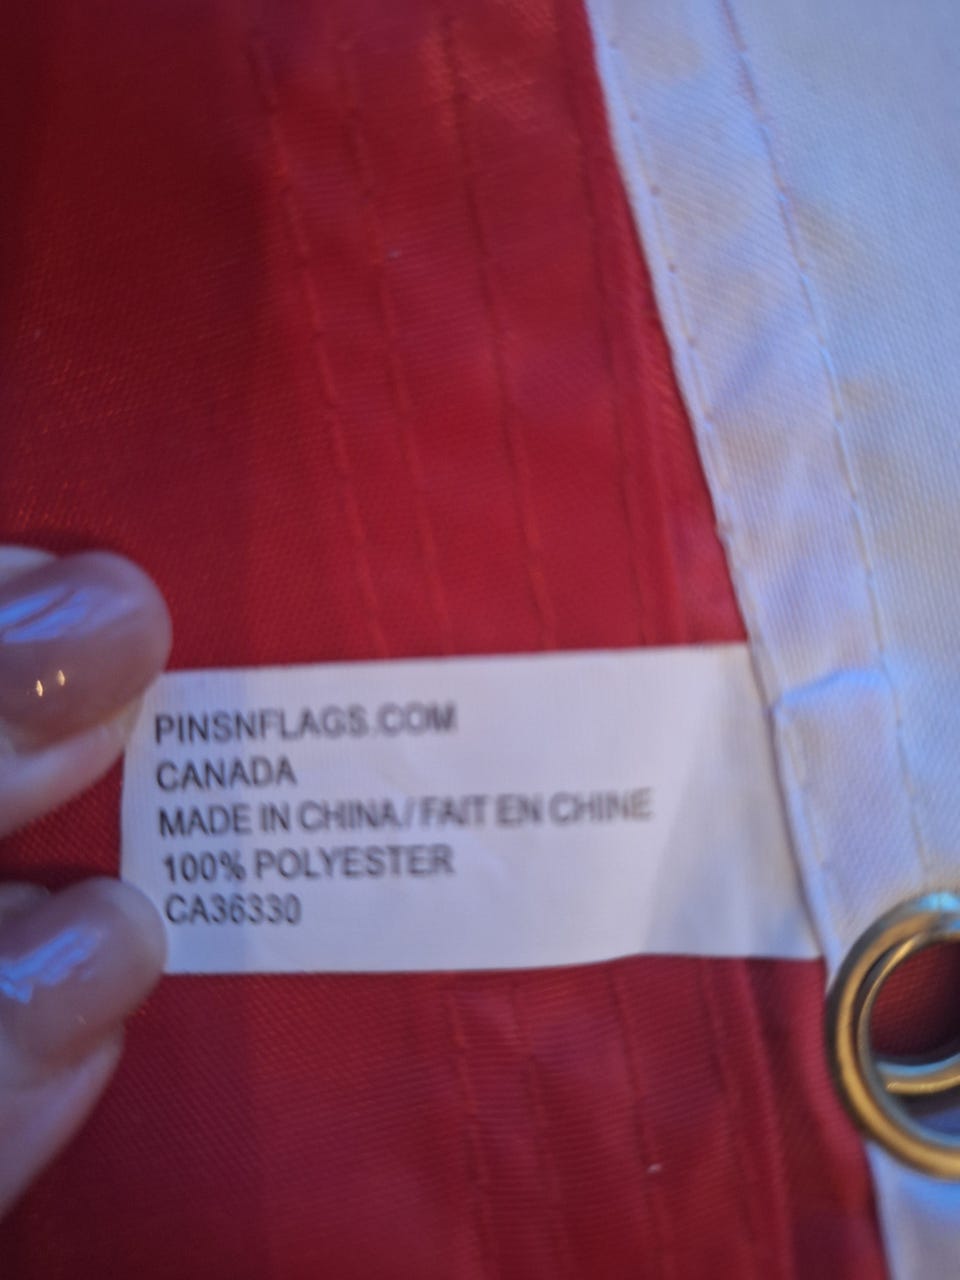 PINSNFLAGS.COM
CANADA
MADE IN CHINA / FAIT EN CHINE
100% POLYESTER
CA36330